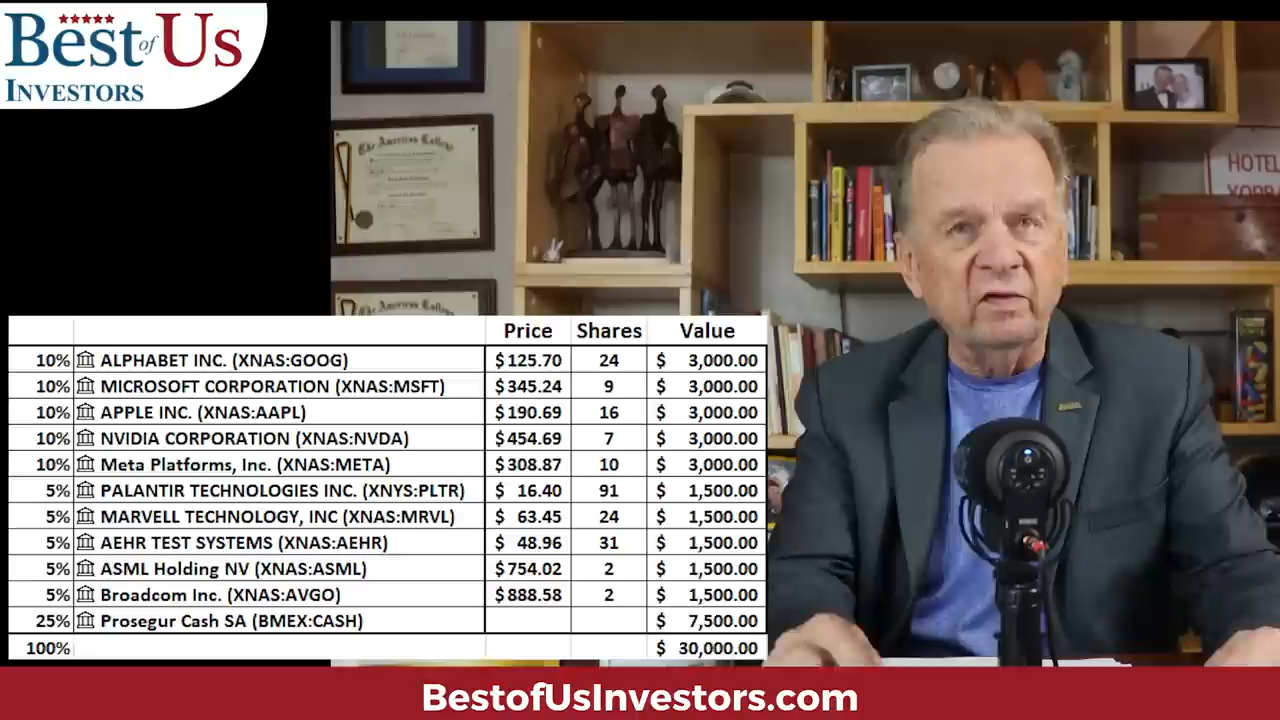 ★★★★★
Best of Us
INVESTORS
The American College
HOTEL
The American College
Price Shares Value
10% ALPHABET INC. (XNAS:GOOG) $125.70 24 $ 3,000.00
10% MICROSOFT CORPORATION (XNAS:MSFT) $345.24 9 $ 3,000.00
10% APPLE INC. (XNAS:AAPL) $190.69 16 $ 3,000.00
10% NVIDIA CORPORATION (XNAS:NVDA) $454.69 7 $ 3,000.00
10% Meta Platforms, Inc. (XNAS:META) $308.87 10 $ 3,000.00
5% PALANTIR TECHNOLOGIES INC. (XNYS:PLTR) $ 16.40 91 $ 1,500.00
5% MARVELL TECHNOLOGY, INC (XNAS:MRVL) $ 63.45 24 $ 1,500.00
5% AEHR TEST SYSTEMS (XNAS:AEHR) $ 48.96 31 $ 1,500.00
5% ASML Holding NV (XNAS:ASML) $754.02 2 $ 1,500.00
5% Broadcom Inc. (XNAS:AVGO) $888.58 2 $ 1,500.00
25% Prosegur Cash SA (BMEX:CASH) $ 7,500.00
100% $ 30,000.00
BestofUsInvestors.com